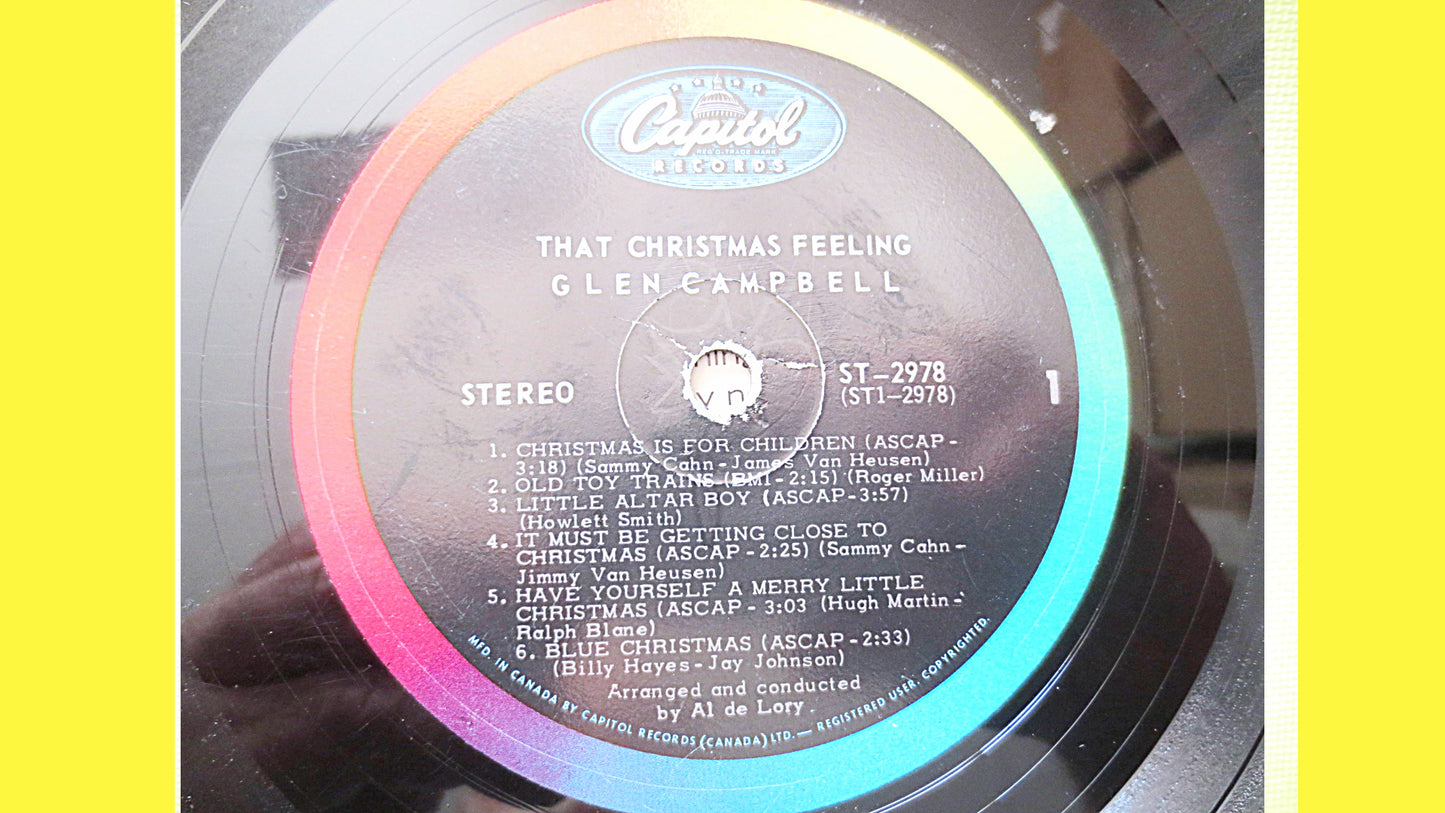 Capitol
REG'D. TRADE MARK
RECORDS
THAT CHRISTMAS FEELING
GLEN CAMPBELL
STEREO
ST-2978
(ST1-2978)
1
1. CHRISTMAS IS FOR CHILDREN (ASCAP -
3:18) (Sammy Cahn - James Van Heusen)
2. OLD TOY TRAINS (BMI - 2:15) (Roger Miller)
3. LITTLE ALTAR BOY (ASCAP-3:57)
(Howlett Smith)
4. IT MUST BE GETTING CLOSE TO
CHRISTMAS (ASCAP - 2:25) (Sammy Cahn -
Jimmy Van Heusen)
5. HAVE YOURSELF A MERRY LITTLE
CHRISTMAS (ASCAP - 3:03 (Hugh Martin -
Ralph Blane)
6. BLUE CHRISTMAS (ASCAP - 2:33)
(Billy Hayes - Jay Johnson)
Arranged and conducted
by Al de Lory.
MFD. IN CANADA BY CAPITOL RECORDS (CANADA) LTD. — REGISTERED USER. COPYRIGHTED.